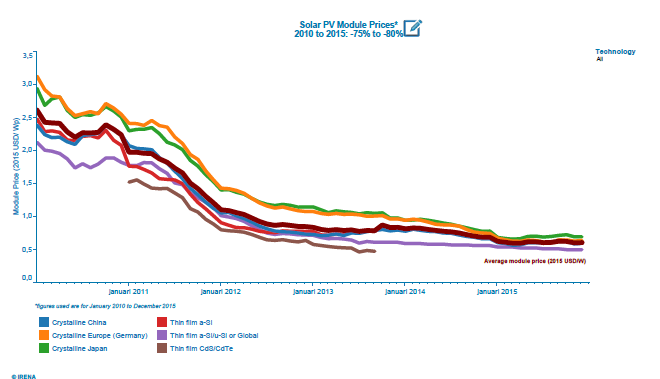 Solar PV Module Prices*
2010 to 2015: -75% to -80%
Technology
Al
Module Price (2015 USD/ Wp)
3,5
3,0
2,5
2,0
1,5
1,0
0,5
0,0
januari 2011
januari 2012
januari 2013
januari 2014
januari 2015
Average module price (2015 USD/W)
*figures used are for January 2010 to December 2015
Crystalline China
Thin film a-Si
Crystalline Europe (Germany)
Thin film a-Si/u-Si or Global
Crystalline Japan
Thin film CdS/CdTe
© IRENA